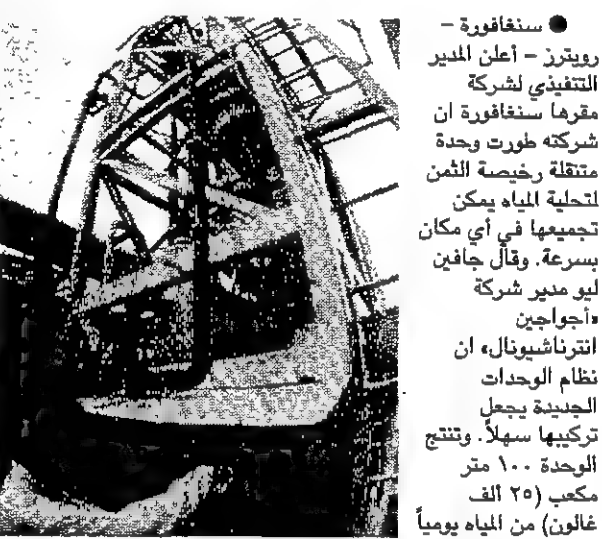 ● سنغافورة –
رويترز – أعلن المدير
التنفيذي لشركة
مقرها سنغافورة ان
شركته طورت وحدة
متنقلة رخيصة الثمن
لتحلية المياه يمكن
تجميعها في أي مكان
بسرعة. وقال جافين
ليو مدير شركة
«أجواجين
انترناشيونال» ان
نظام الوحدات
الجديدة يجعل
تركيبها سهلاً. وتنتج
الوحدة ١٠٠ متر
مكعب (٢٥ الف
غالون) من المياه يومياً